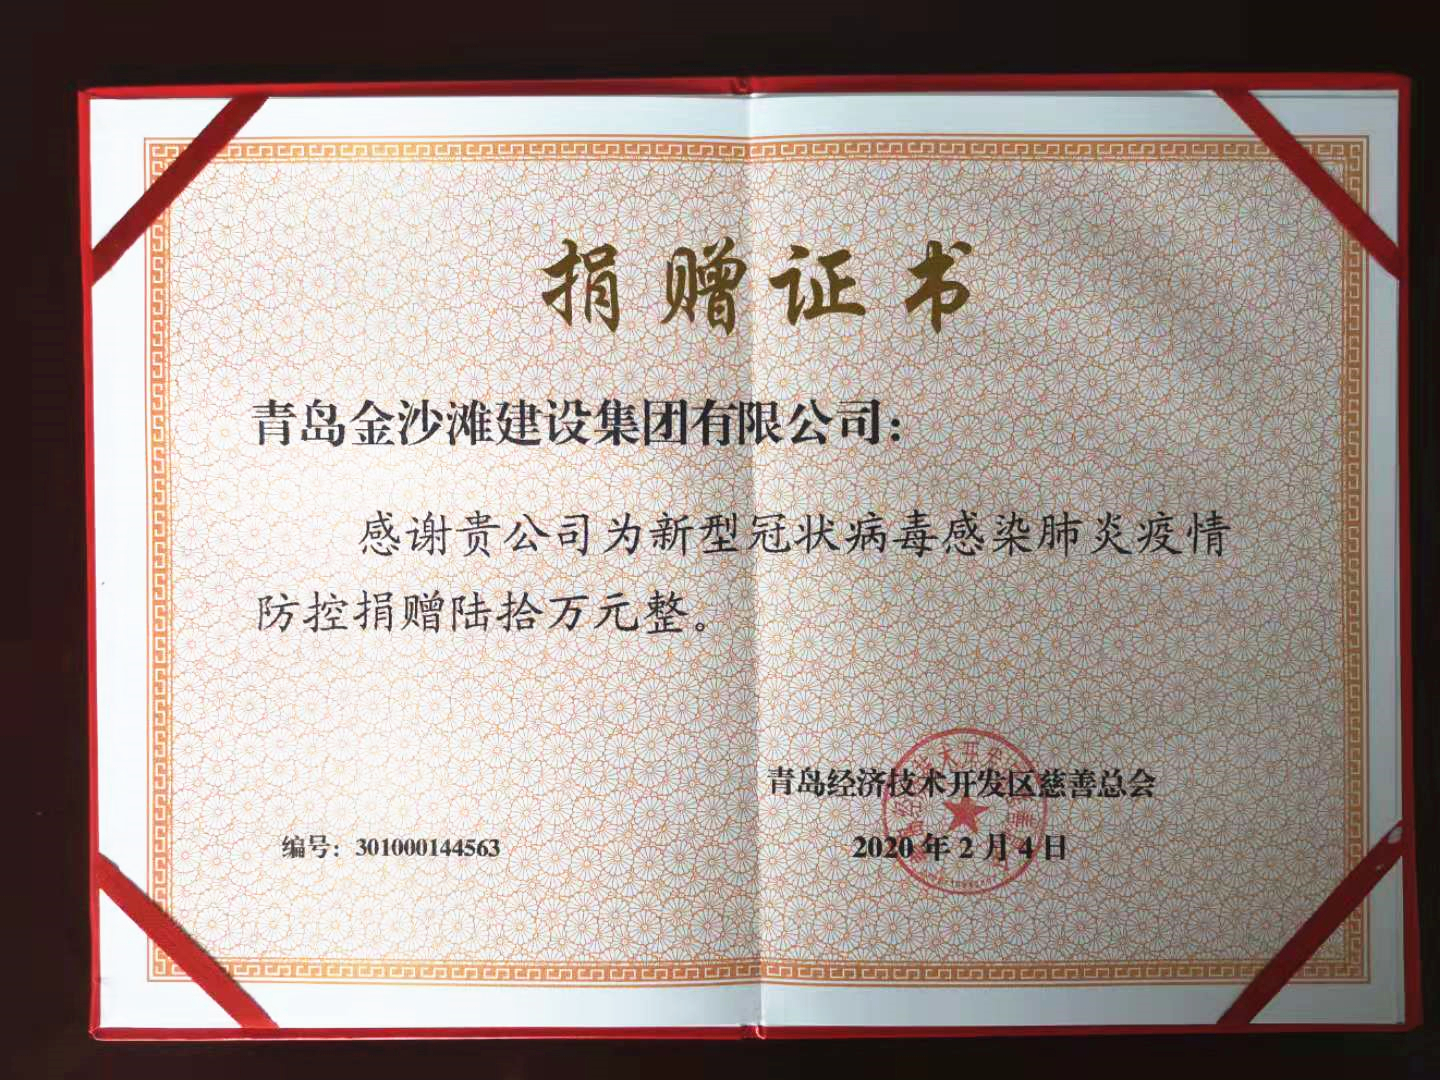 捐赠证书
青岛金沙滩建设集团有限公司：
感谢贵公司为新型冠状病毒感染肺炎疫情
防控捐赠陆拾万元整。
青岛经济技术开发区慈善总会
编号：301000144563
2020年2月4日